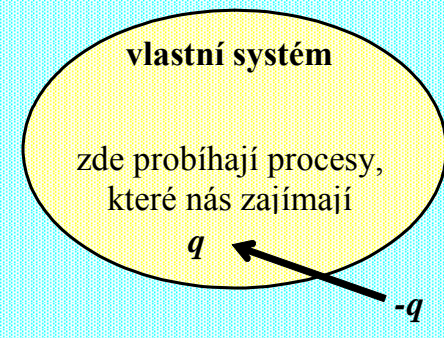 vlastní systém
zde probíhají procesy,
které nás zajímají
q
-q